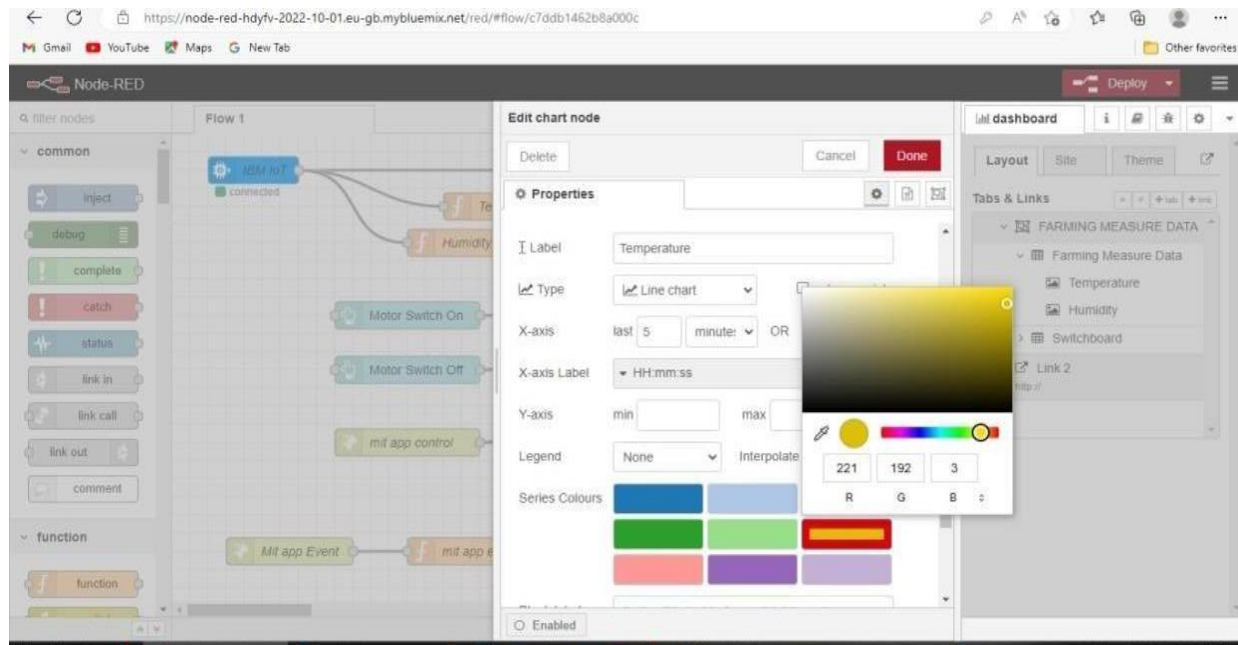 https://node-red-hdyfv-2022-10-01.eu-gb.mybluemix.net/red/#flow/c7ddb1462b8a000c
Gmail YouTube Maps New Tab Other favorites
Node-RED Deploy
filter nodes
common
inject
debug
complete
catch
status
link in
link call
link out
comment
function
function
Flow 1
IBM IoT
connected
Te
Humidity
Motor Switch On
Motor Switch Off
mit app control
Mit app Event
mit app e
Edit chart node
Delete Cancel Done
Properties
Label Temperature
Type Line chart
X-axis last 5 minute: OR
X-axis Label HH:mm:ss
Y-axis min max
Legend None Interpolate
221 192 3
R G B
Series Colours
Enabled
dashboard i
Layout Site Theme
Tabs & Links
FARMING MEASURE DATA
Farming Measure Data
Temperature
Humidity
Switchboard
Link 2
http://